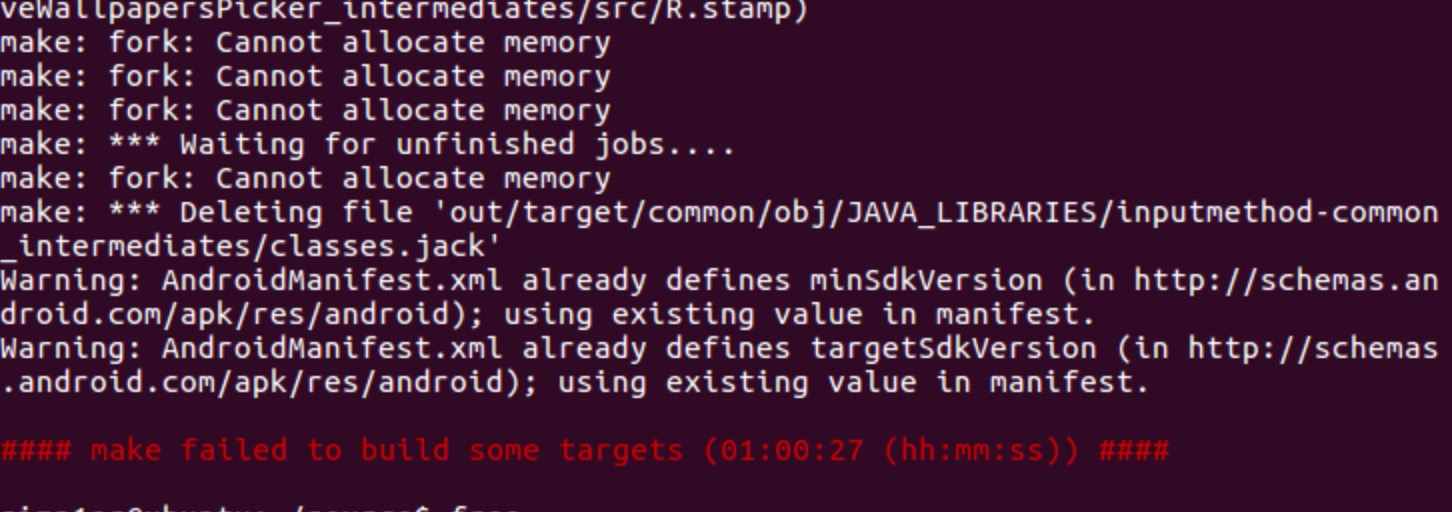 veWallpapersPicker_intermediates/src/R.stamp)
make: fork: Cannot allocate memory
make: fork: Cannot allocate memory
make: fork: Cannot allocate memory
make: *** Waiting for unfinished jobs....
make: fork: Cannot allocate memory
make: *** Deleting file 'out/target/common/obj/JAVA_LIBRARIES/inputmethod-common
_intermediates/classes.jack'
Warning: AndroidManifest.xml already defines minSdkVersion (in http://schemas.an
droid.com/apk/res/android); using existing value in manifest.
Warning: AndroidManifest.xml already defines targetSdkVersion (in http://schemas
.android.com/apk/res/android); using existing value in manifest.
#### make failed to build some targets (01:00:27 (hh:mm:ss)) ####